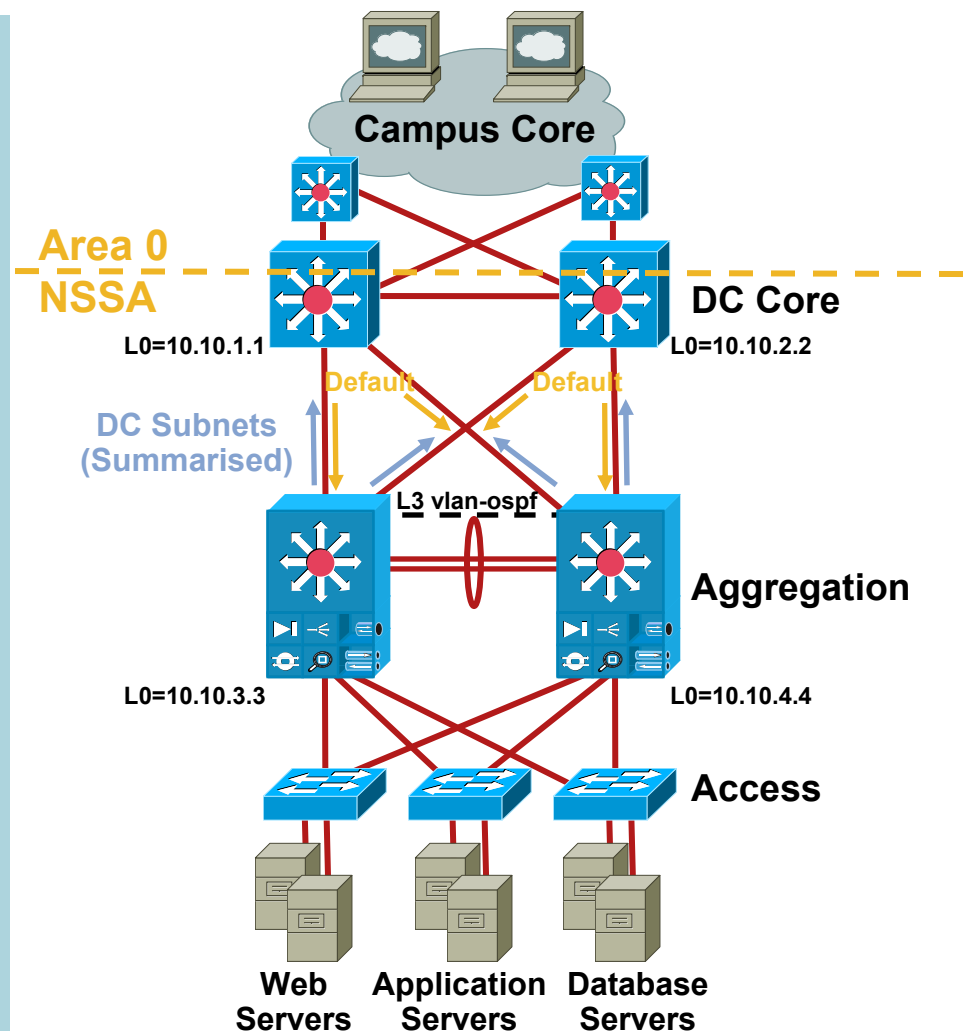 Campus Core
Area 0
NSSA
DC Core
L0=10.10.1.1
L0=10.10.2.2
Default
Default
DC Subnets
(Summarised)
L3 vlan-ospf
Aggregation
L0=10.10.3.3
L0=10.10.4.4
Access
Web
Servers
Application
Servers
Database
Servers